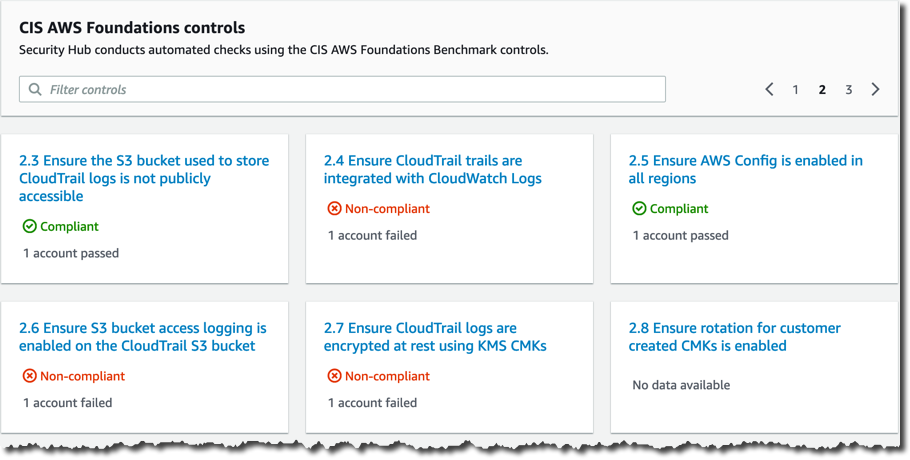 CIS AWS Foundations controls
Security Hub conducts automated checks using the CIS AWS Foundations Benchmark controls.
Filter controls
1 2 3
2.3 Ensure the S3 bucket used to store
CloudTrail logs is not publicly
accessible
Compliant
1 account passed
2.4 Ensure CloudTrail trails are
integrated with CloudWatch Logs
Non-compliant
1 account failed
2.5 Ensure AWS Config is enabled in
all regions
Compliant
1 account passed
2.6 Ensure S3 bucket access logging is
enabled on the CloudTrail S3 bucket
Non-compliant
1 account failed
2.7 Ensure CloudTrail logs are
encrypted at rest using KMS CMKs
Non-compliant
1 account failed
2.8 Ensure rotation for customer
created CMKs is enabled
No data available